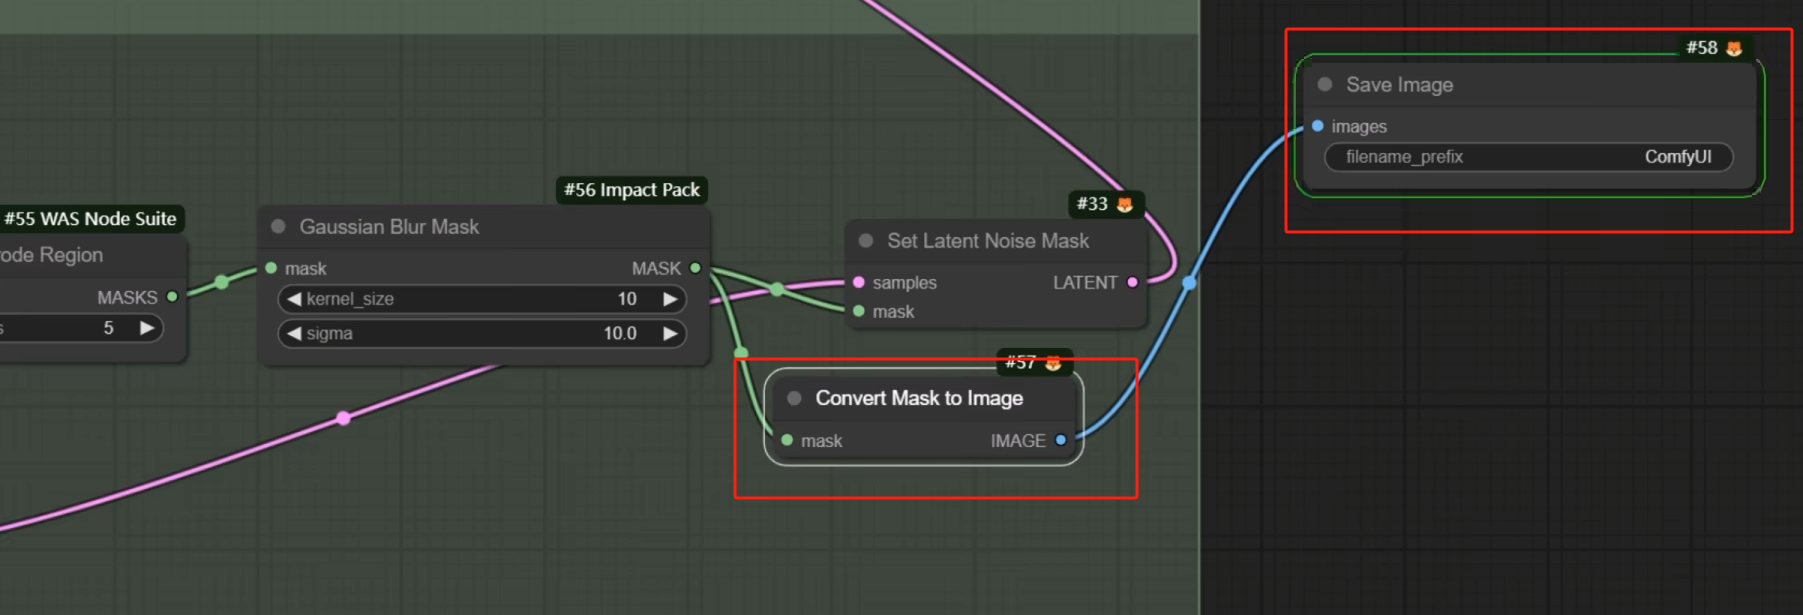 #58
Save Image
images
filename_prefix ComfyUI
#55 WAS Node Suite
ode Region
MASKS
s 5
#56 Impact Pack
Gaussian Blur Mask
mask MASK
kernel_size 10
sigma 10.0
#33
Set Latent Noise Mask
samples LATENT
mask
#57
Convert Mask to Image
mask IMAGE